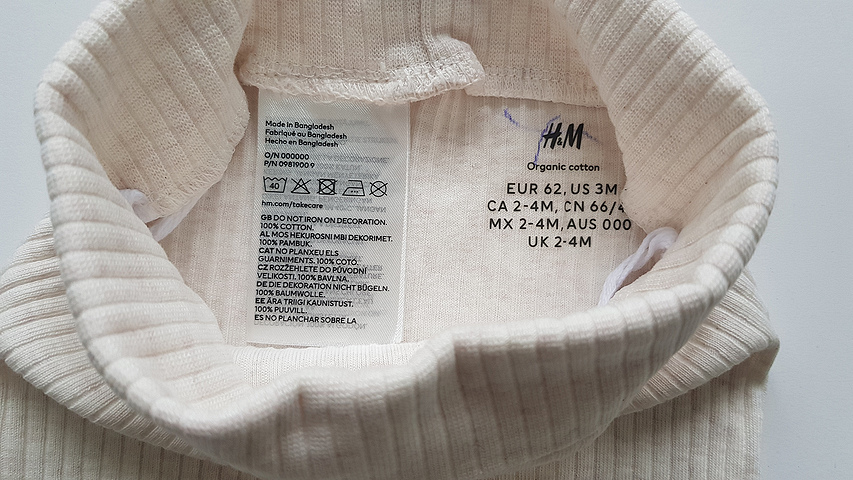 Made in Bangladesh
Fabriqué au Bangladesh
Hecho en Bangladesh
O/N 000000
P/N 0981900 9
40
hm.com/takecare
GB DO NOT IRON ON DECORATION.
100% COTTON.
AL MOS HEKUROSNI MBI DEKORIMET.
100% PAMBUK.
CAT NO PLANXEU ELS
GUARNIMENTS. 100% COTÓ.
CZ ROZŽEHLETE DO PŮVODNÍ
VELIKOSTI. 100% BAVLNA.
DE DIE DEKORATION NICHT BÜGELN.
100% BAUMWOLLE.
EE ÄRA TRIIGI KAUNISTUST.
100% PUUVILL.
ES NO PLANCHAR SOBRE LA
H&M
Organic cotton
EUR 62, US 3M
CA 2-4M, CN 66/4
MX 2-4M, AUS 000
UK 2-4M